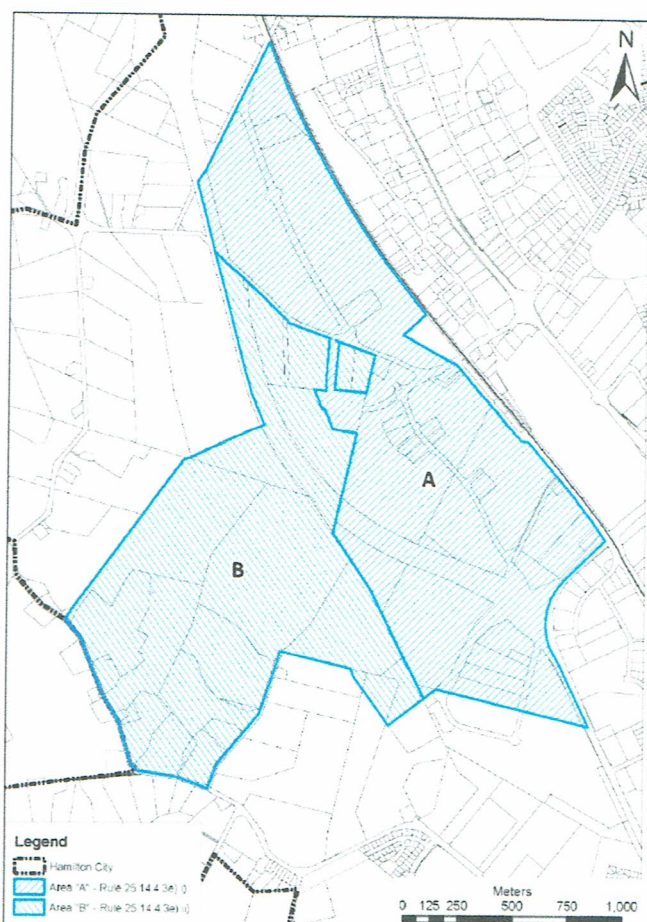 N
A
B
Legend
Hamilton City
Area "A" - Rule 25.14.4.3e) i)
Area "B" - Rule 25.14.4.3e) ii)
Meters
0 125 250 500 750 1,000